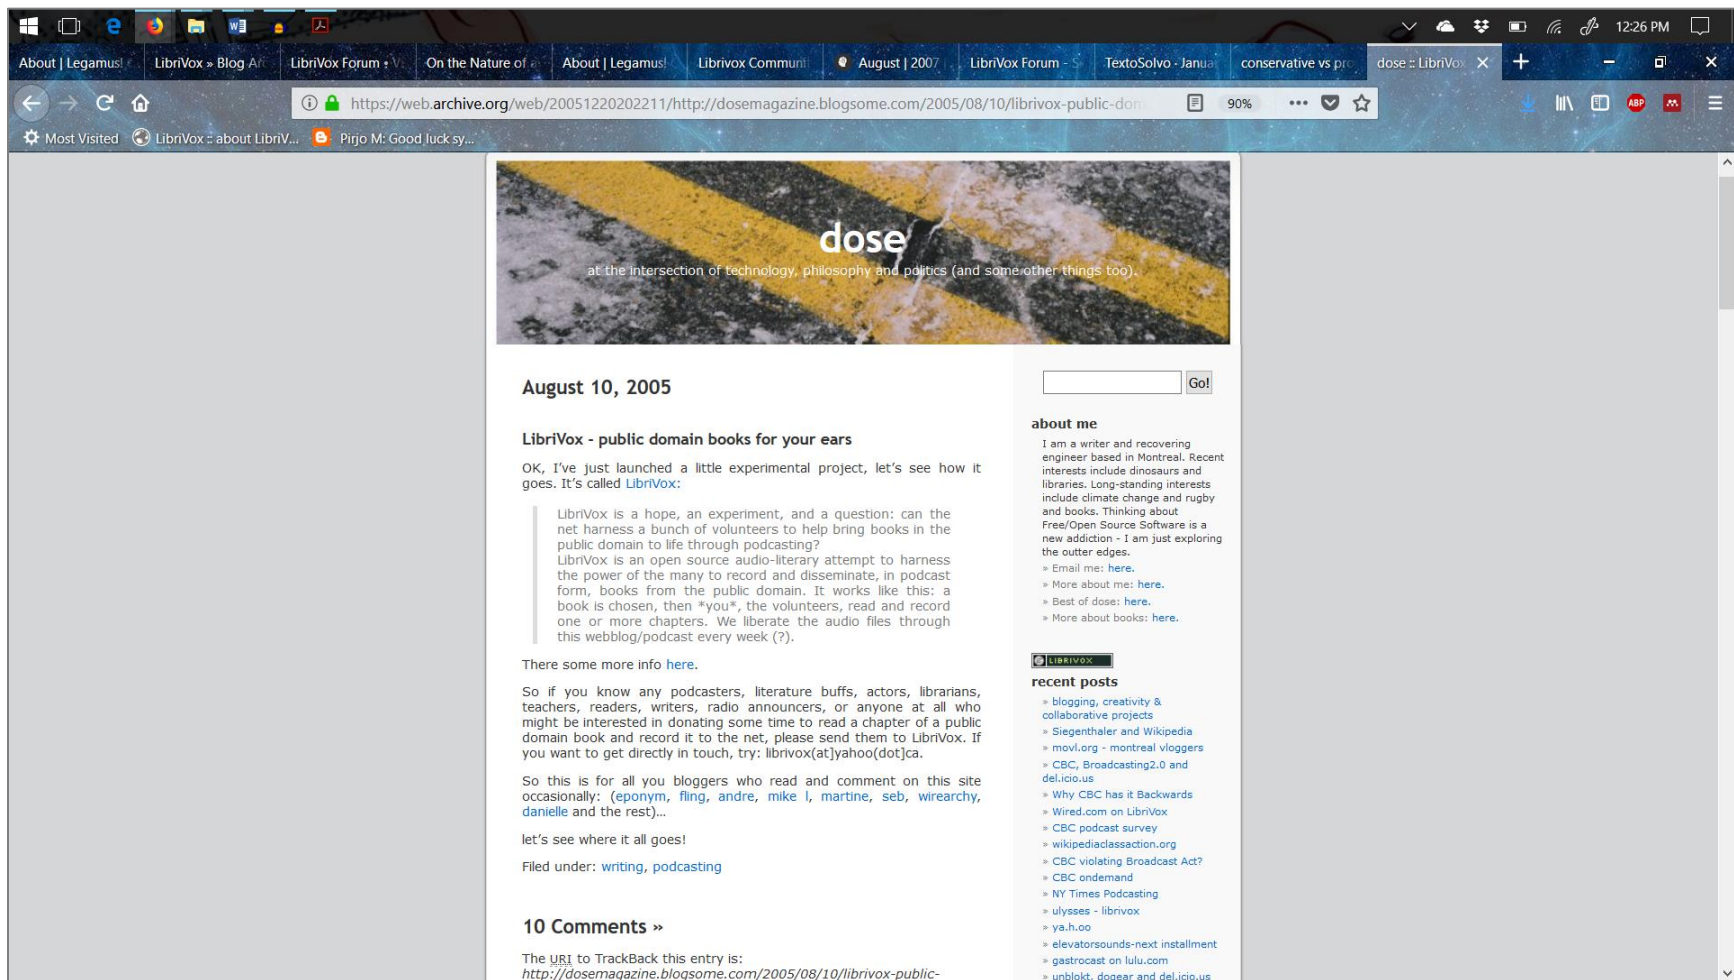 12:26 PM
About | Legamus!
LibriVox » Blog Ar
LibriVox Forum • V
On the Nature of
About | Legamus!
Librivox Communi
August | 2007
LibriVox Forum - S
TextoSolvo - Janua
conservative vs pro
dose :: LibriVox
https://web.archive.org/web/20051220202211/http://dosemagazine.blogsome.com/2005/08/10/librivox-public-dom
90%
ABP
Most Visited
LibriVox :: about LibriV...
Pirjo M: Good luck sy...
dose
at the intersection of technology, philosophy and politics (and some other things too).
August 10, 2005
LibriVox - public domain books for your ears
OK, I've just launched a little experimental project, let's see how it
goes. It's called LibriVox:
LibriVox is a hope, an experiment, and a question: can the
net harness a bunch of volunteers to help bring books in the
public domain to life through podcasting?
LibriVox is an open source audio-literary attempt to harness
the power of the many to record and disseminate, in podcast
form, books from the public domain. It works like this: a
book is chosen, then *you*, the volunteers, read and record
one or more chapters. We liberate the audio files through
this webblog/podcast every week (?).
There some more info here.
So if you know any podcasters, literature buffs, actors, librarians,
teachers, readers, writers, radio announcers, or anyone at all who
might be interested in donating some time to read a chapter of a public
domain book and record it to the net, please send them to LibriVox. If
you want to get directly in touch, try: librivox(at]yahoo(dot]ca.
So this is for all you bloggers who read and comment on this site
occasionally: (eponym, fling, andre, mike l, martine, seb, wirearchy,
danielle and the rest)...
let's see where it all goes!
Filed under: writing, podcasting
10 Comments »
The URI to TrackBack this entry is:
http://dosemagazine.blogsome.com/2005/08/10/librivox-public-
Go!
about me
I am a writer and recovering
engineer based in Montreal. Recent
interests include dinosaurs and
libraries. Long-standing interests
include climate change and rugby
and books. Thinking about
Free/Open Source Software is a
new addiction - I am just exploring
the outter edges.
» Email me: here.
» More about me: here.
» Best of dose: here.
» More about books: here.
LIBRIVOX
recent posts
» blogging, creativity &
collaborative projects
» Siegenthaler and Wikipedia
» movl.org - montreal vloggers
» CBC, Broadcasting2.0 and
del.icio.us
» Why CBC has it Backwards
» Wired.com on LibriVox
» CBC podcast survey
» wikipediaclassaction.org
» CBC violating Broadcast Act?
» CBC ondemand
» NY Times Podcasting
» ulysses - librivox
» ya.h.oo
» elevatorsounds-next installment
» gastrocast on lulu.com
» unblokt, dogear and del.icio.us